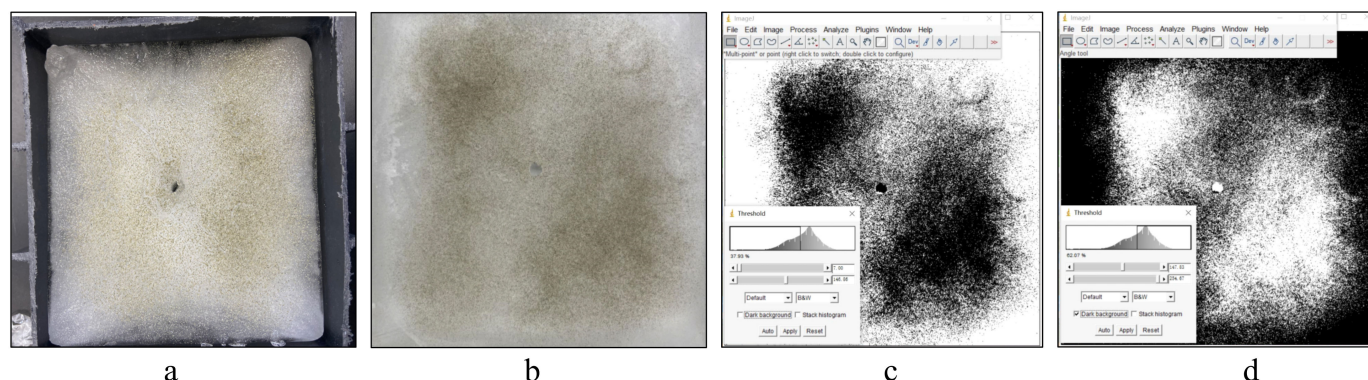 ImageJ
File Edit Image Process Analyze Plugins Window Help
"Multi-point" or point (right click to switch; double click to configure)
Threshold
37.93 %
7.00
Default B&W
Dark background Stack histogram
Auto Apply Reset
ImageJ
File Edit Image Process Analyze Plugins Window Help
Angle tool
Threshold
62.07 %
Default B&W
Dark background Stack histogram
Auto Apply Reset
a b c d